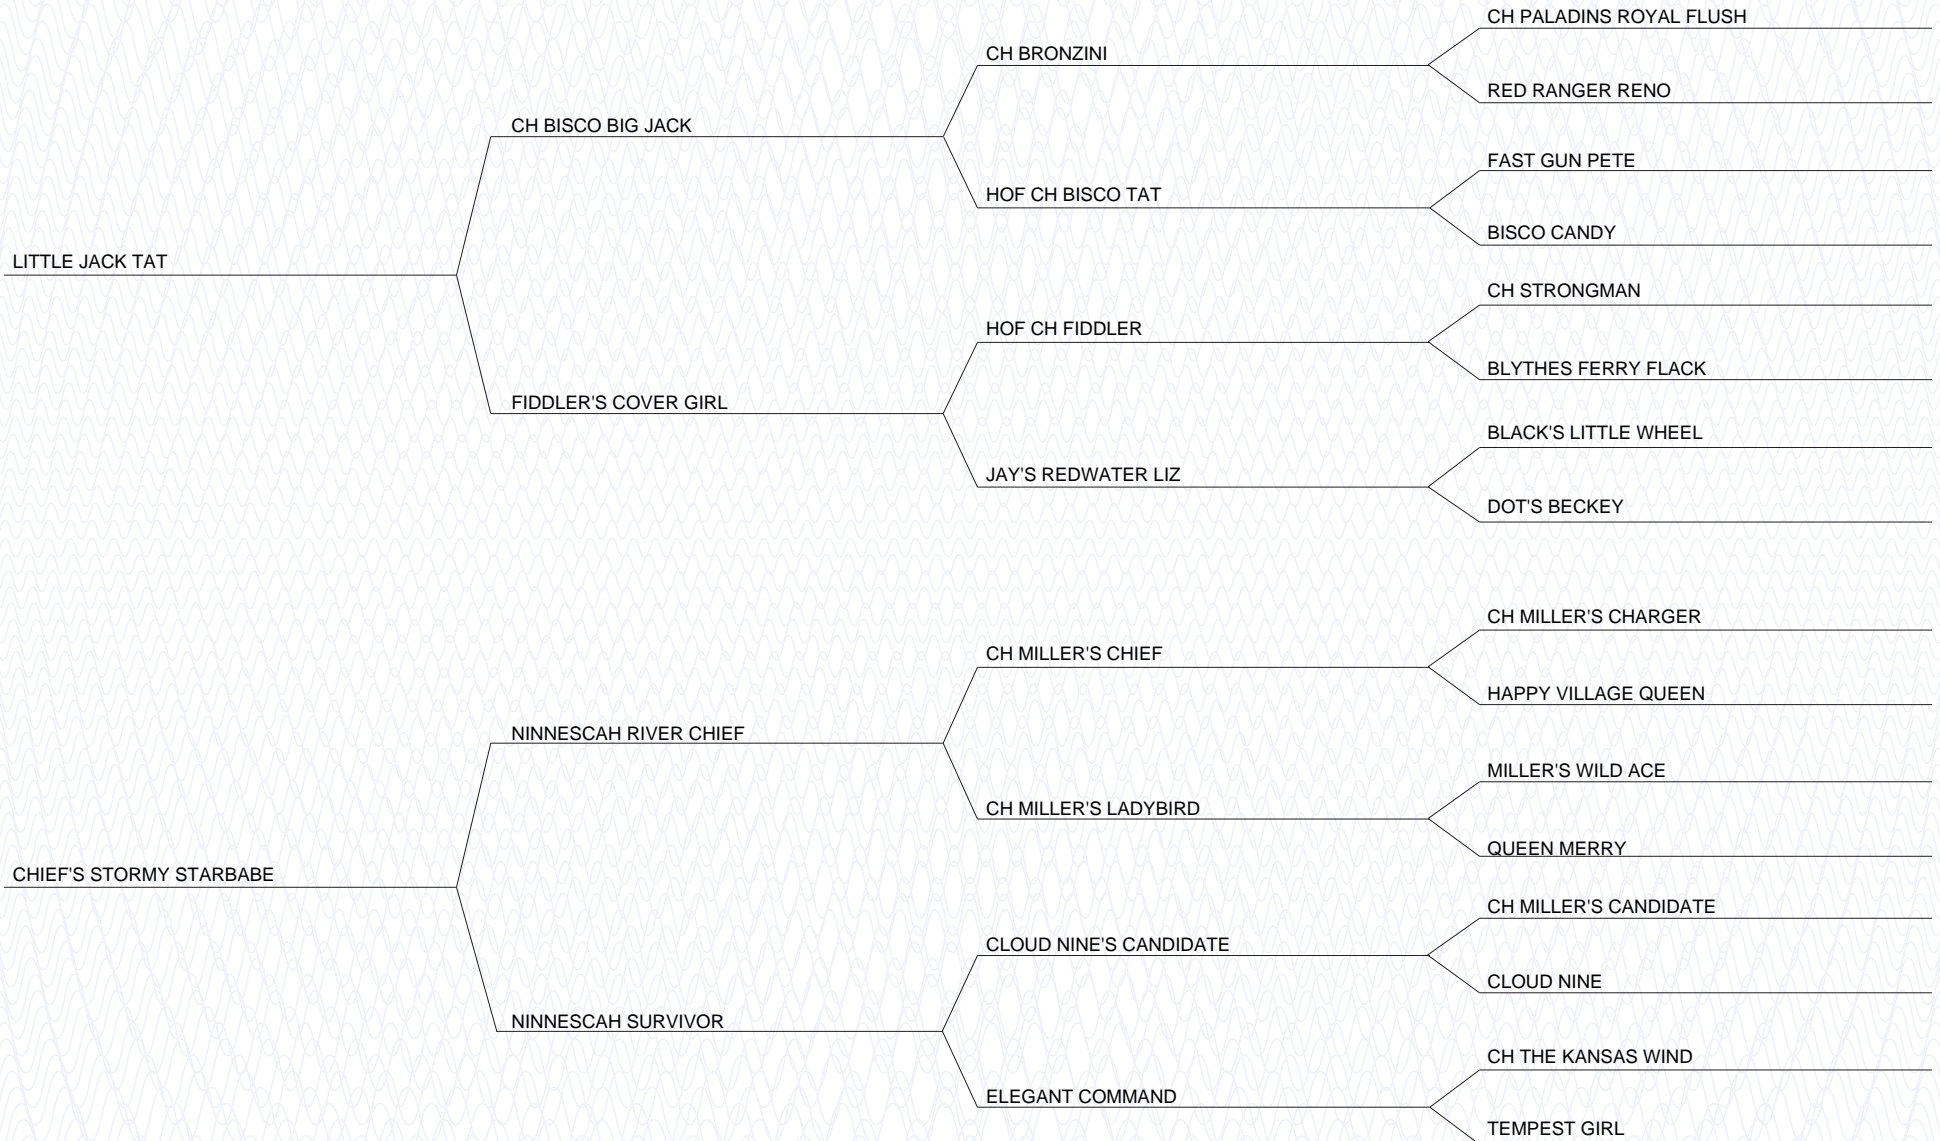 CH PALADINS ROYAL FLUSH
CH BRONZINI
RED RANGER RENO
CH BISCO BIG JACK
FAST GUN PETE
HOF CH BISCO TAT
BISCO CANDY
LITTLE JACK TAT
CH STRONGMAN
HOF CH FIDDLER
BLYTHES FERRY FLACK
FIDDLER'S COVER GIRL
BLACK'S LITTLE WHEEL
JAY'S REDWATER LIZ
DOT'S BECKEY
CH MILLER'S CHARGER
CH MILLER'S CHIEF
HAPPY VILLAGE QUEEN
NINNESCAH RIVER CHIEF
MILLER'S WILD ACE
CH MILLER'S LADYBIRD
QUEEN MERRY
CHIEF'S STORMY STARBABE
CH MILLER'S CANDIDATE
CLOUD NINE'S CANDIDATE
CLOUD NINE
NINNESCAH SURVIVOR
CH THE KANSAS WIND
ELEGANT COMMAND
TEMPEST GIRL